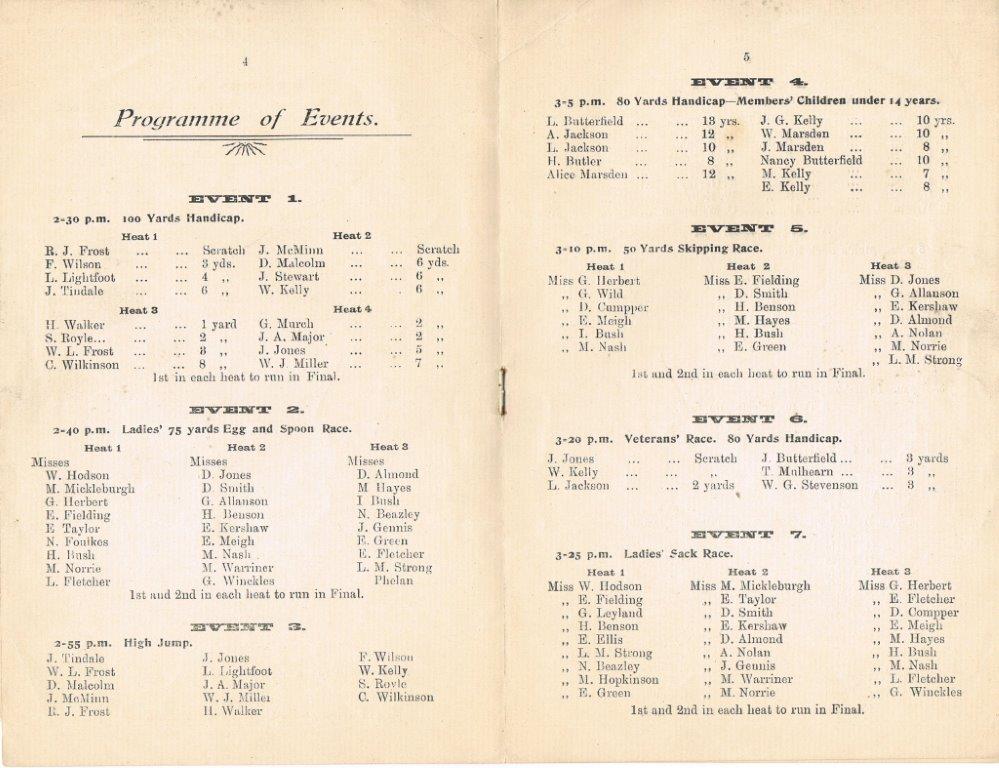 4
Programme of Events.
EVENT 1.
2-30 p.m. 100 Yards Handicap.
Heat 1 Heat 2
R. J. Frost ... ... Scratch J. McMinn ... ... Scratch
F. Wilson ... ... 3 yds. D. Malcolm ... ... 6 yds.
L. Lightfoot ... ... 4 ,, J. Stewart ... ... 6 ,,
J. Tindale ... ... 6 ,, W. Kelly ... . 6 ,,
Heat 3 Heat 4
H. Walker ... ... 1 yard G. Murch ... ... 2 ,,
S. Royle... ... 2 ,, J. A. Major ... ... 2 ,,
W. L. Frost ... ... 3 ,, J. Jones ... ... 5 ,,
C. Wilkinson ... ... 8 ,, W. J. Miller ... ... 7 ,,
1st in each heat to run in Final.
EVENT 2.
2-40 p.m. Ladies' 75 yards Egg and Spoon Race.
Heat 1 Heat 2 Heat 3
Misses Misses Misses
W. Hodson D. Jones D. Almond
M. Mickleburgh D. Smith M Hayes
G. Herbert G. Allanson I Bush
E. Fielding H. Benson N. Beazley
E Taylor E. Kershaw J. Gennis
N. Foulkes E. Meigh E. Green
H. Bush M. Nash E. Fletcher
M. Norrie M. Warriner L. M. Strong
L. Fletcher G. Winckles Phelan
1st and 2nd in each heat to run in Final.
EVENT 3.
2-55 p.m. High Jump.
J. Tindale J. Jones F. Wilson
W. L. Frost L. Lightfoot W. Kelly
D. Malcolm J. A. Major S. Royle
J. McMinn W. J. Miller C. Wilkinson
R. J. Frost H. Walker
5
EVENT 4.
3-5 p.m. 80 Yards Handicap—Members' Children under 14 years.
L. Butterfield ... ... 13 yrs. J. G. Kelly ... ... 10 yrs.
A. Jackson ... ... 12 ,, W. Marsden ... ... 10 ,,
L. Jackson ... ... 10 ,, J. Marsden ... ... 8 ,,
H. Butler ... ... 8 ,, Nancy Butterfield ... 10 ,,
Alice Marsden ... ... 12 ,, M. Kelly ... ... 7 ,,
E. Kelly ... ... 8 ,,
EVENT 5.
3-10 p.m. 50 Yards Skipping Race.
Heat 1 Heat 2 Heat 3
Miss G. Herbert Miss E. Fielding Miss D. Jones
,, G. Wild ,, D. Smith ,, G. Allanson
,, D. Cumpper ,, H. Benson ,, E. Kershaw
,, E. Meigh ,, M. Hayes ,, D. Almond
,, I. Bush ,, H. Bush ,, A. Nolan
,, M. Nash ,, E. Green ,, M. Norrie
,, L. M. Strong
1st and 2nd in each heat to run in Final.
EVENT 6.
3-20 p.m. Veterans' Race. 80 Yards Handicap.
J. Jones ... ... Scratch J. Butterfield ... ... 3 yards
W. Kelly ... ... ,, T. Mulhearn ... ... 3 ,,
L. Jackson ... ... 2 yards W. G. Stevenson ... 3 ,,
EVENT 7.
3-25 p.m. Ladies' Sack Race.
Heat 1 Heat 2 Heat 3
Miss W. Hodson Miss M. Mickleburgh Miss G. Herbert
,, E. Fielding ,, E. Taylor ,, E. Fletcher
,, G. Leyland ,, D. Smith ,, D. Compper
,, H. Benson ,, E. Kershaw ,, E. Meigh
,, E. Ellis ,, D. Almond ,, M. Hayes
,, L. M. Strong ,, A. Nolan ,, H. Bush
,, N. Beazley ,, J. Gennis ,, M. Nash
,, M. Hopkinson ,, M. Warriner ,, L. Fletcher
,, E. Green ,, M. Norrie ,, G. Winckles
1st and 2nd in each heat to run in Final.